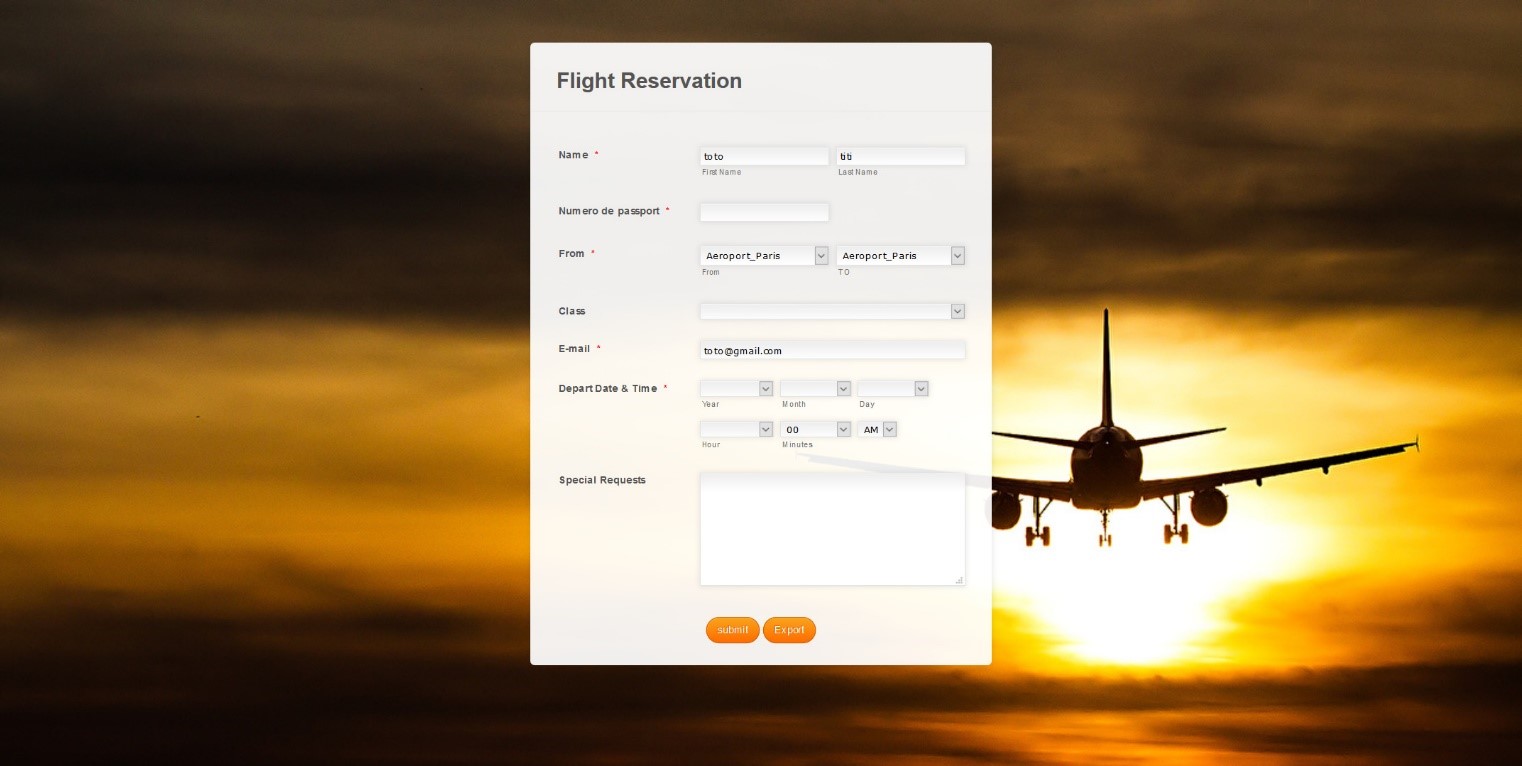 Flight Reservation
Name *
toto titi
First Name Last Name
Numero de passport *
From *
Aeroport_Paris Aeroport_Paris
From TO
Class
E-mail *
toto@gmail.com
Depart Date & Time *
Year Month Day
00 AM
Hour Minutes
Special Requests
submit Export